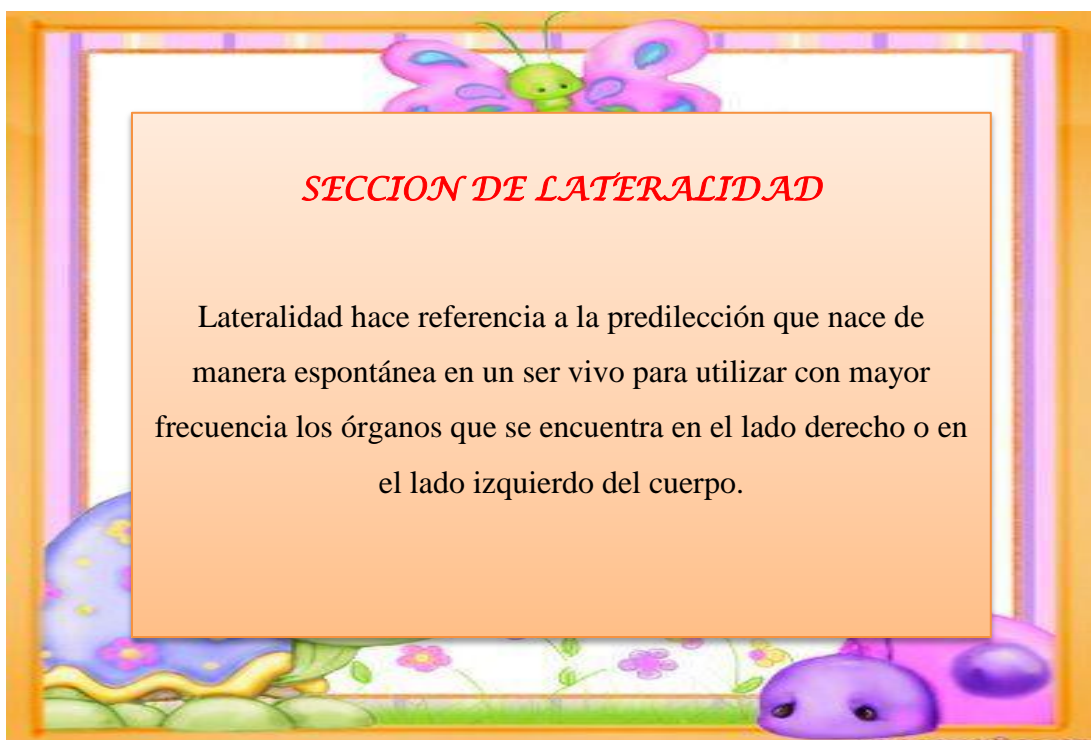 SECCION DE LATERALIDAD
Lateralidad hace referencia a la predilección que nace de
manera espontánea en un ser vivo para utilizar con mayor
frecuencia los órganos que se encuentra en el lado derecho o en
el lado izquierdo del cuerpo.